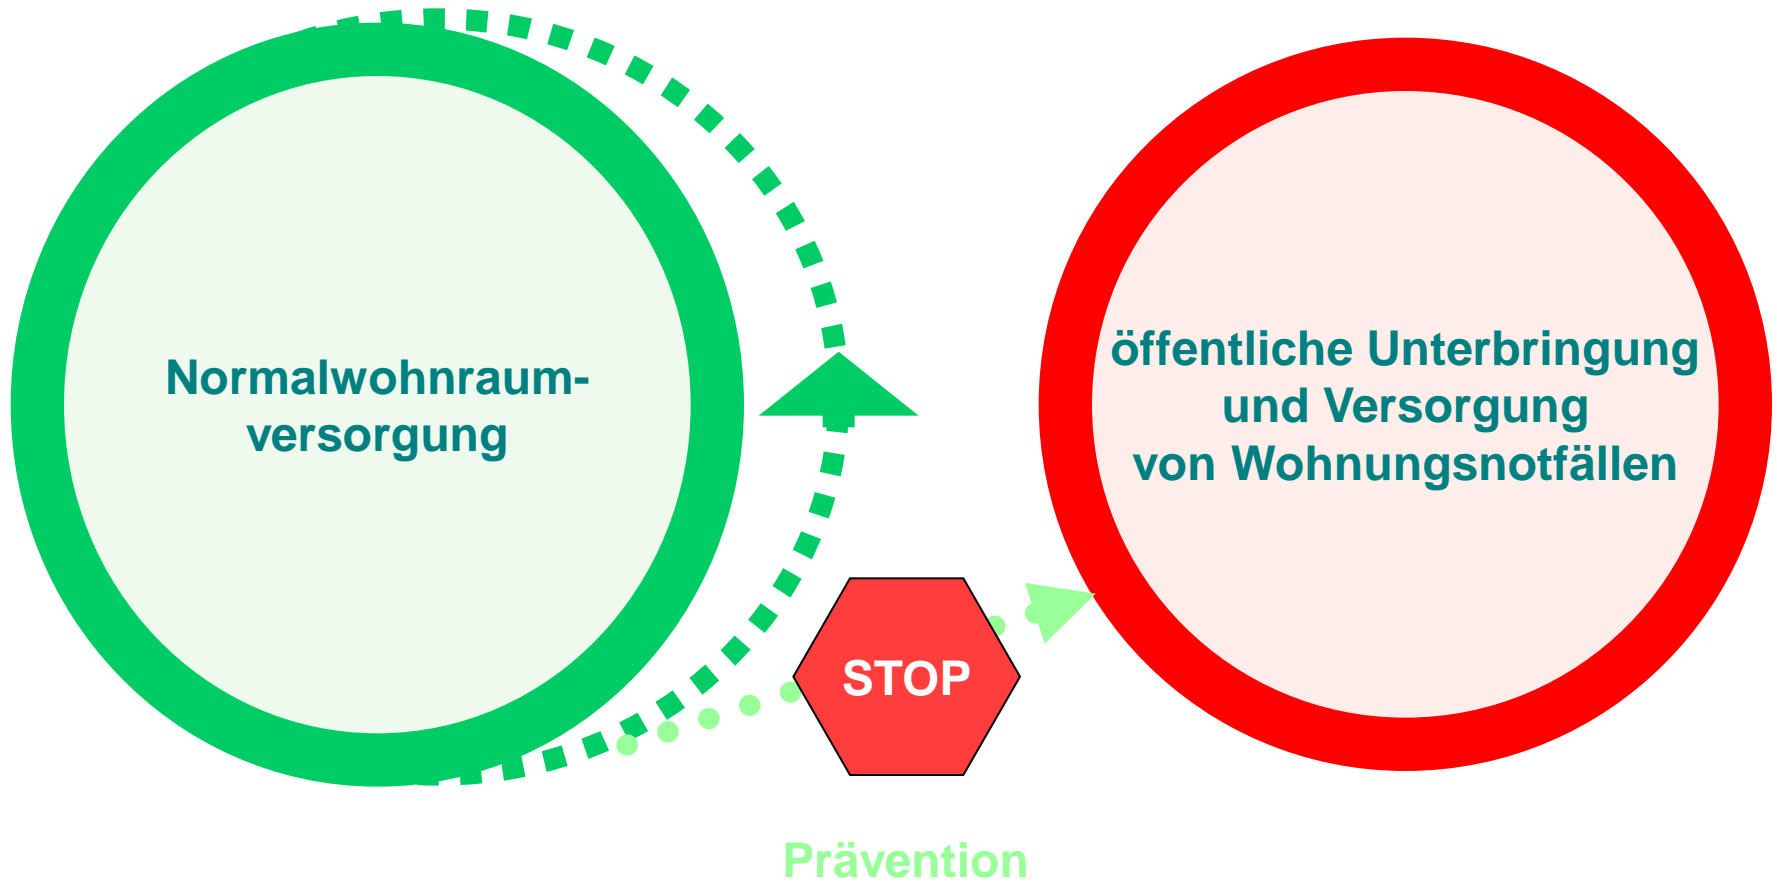 Normalwohnraum-
versorgung
öffentliche Unterbringung
und Versorgung
von Wohnungsnotfällen
STOP
Prävention